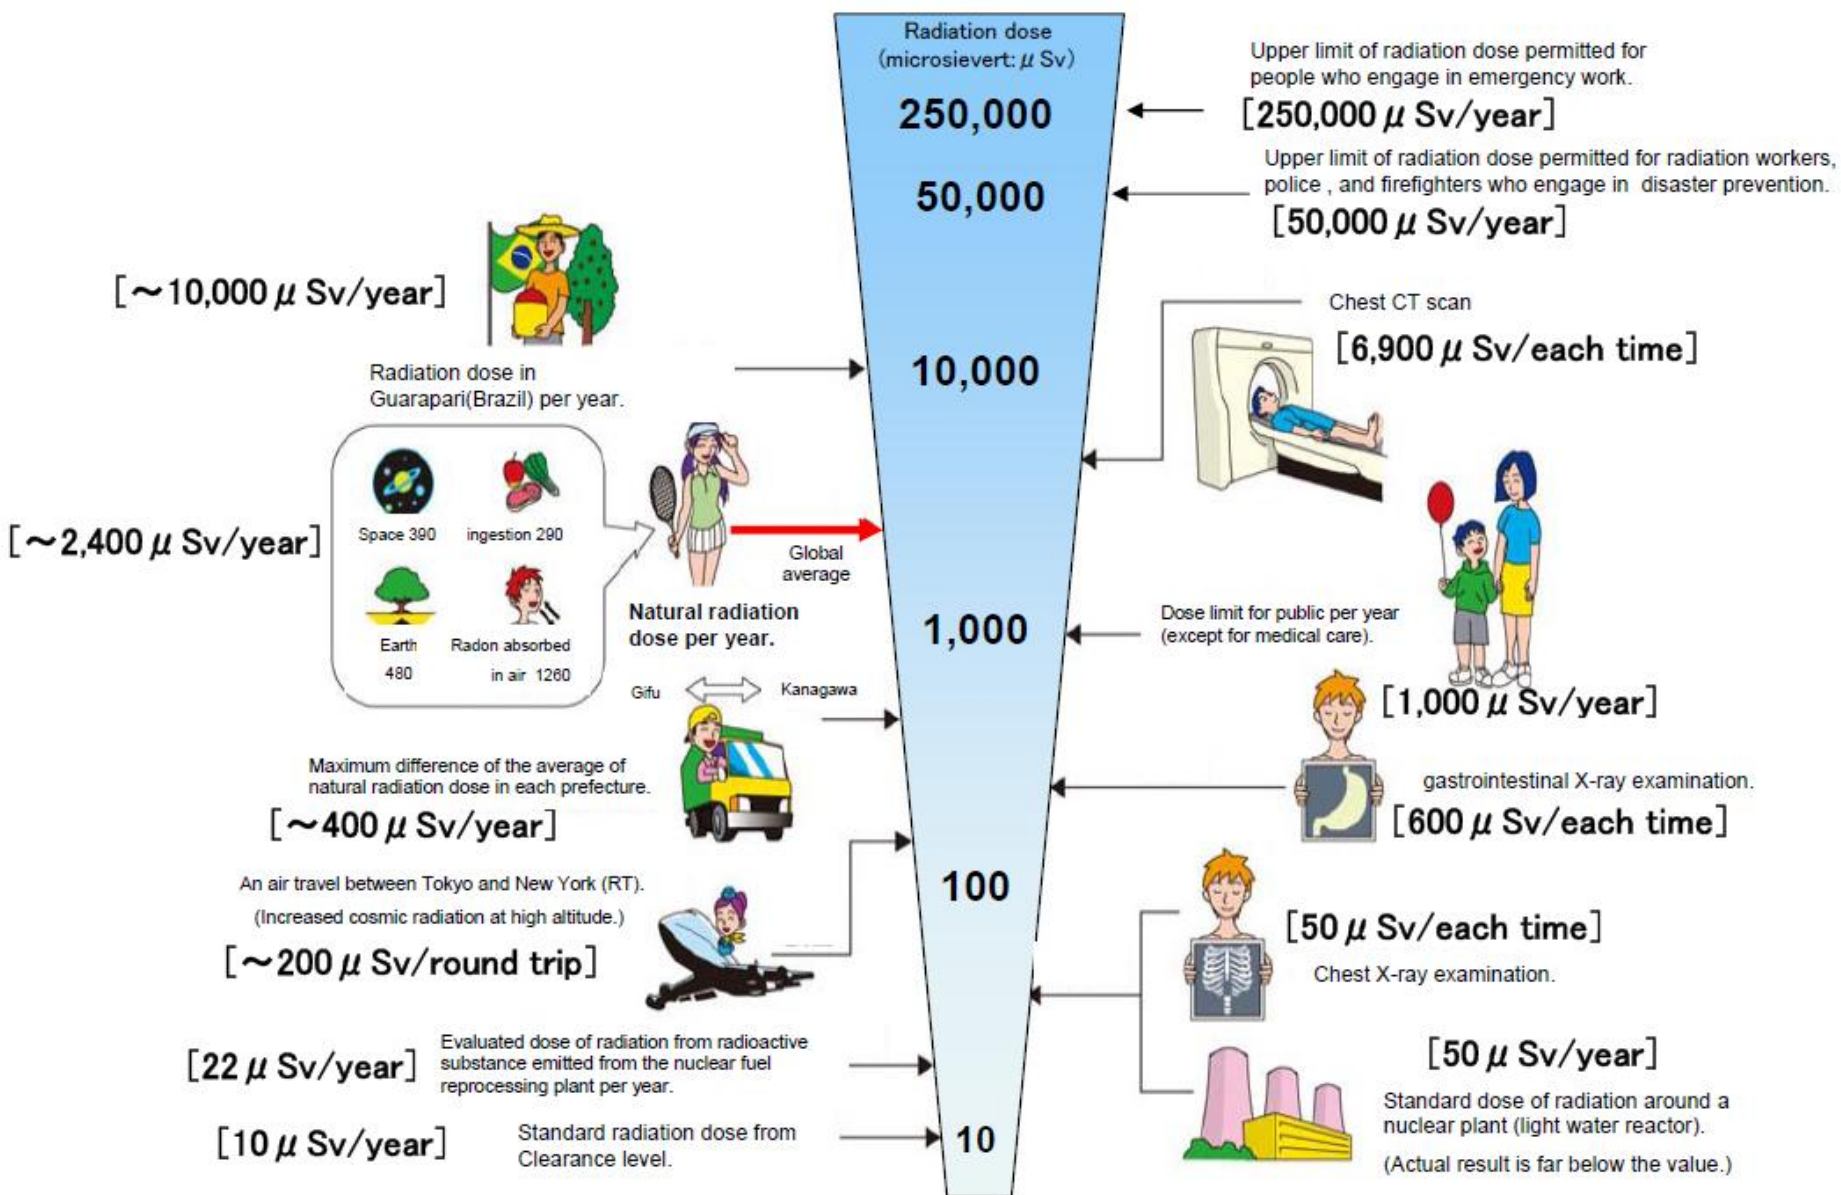 Radiation dose
(microsievert: μ Sv)
250,000
50,000
10,000
1,000
100
10
[~10,000 μ Sv/year]
Radiation dose in
Guarapari(Brazil) per year.
[~2,400 μ Sv/year]
Space 390
ingestion 290
Earth
480
Radon absorbed
in air 1260
Global
average
Natural radiation
dose per year.
Gifu
Kanagawa
Maximum difference of the average of
natural radiation dose in each prefecture.
[~400 μ Sv/year]
An air travel between Tokyo and New York (RT).
(Increased cosmic radiation at high altitude.)
[~200 μ Sv/round trip]
[22 μ Sv/year]
Evaluated dose of radiation from radioactive
substance emitted from the nuclear fuel
reprocessing plant per year.
[10 μ Sv/year]
Standard radiation dose from
Clearance level.
Upper limit of radiation dose permitted for
people who engage in emergency work.
[250,000 μ Sv/year]
Upper limit of radiation dose permitted for radiation workers,
police , and firefighters who engage in disaster prevention.
[50,000 μ Sv/year]
Chest CT scan
[6,900 μ Sv/each time]
Dose limit for public per year
(except for medical care).
[1,000 μ Sv/year]
gastrointestinal X-ray examination.
[600 μ Sv/each time]
[50 μ Sv/each time]
Chest X-ray examination.
[50 μ Sv/year]
Standard dose of radiation around a
nuclear plant (light water reactor).
(Actual result is far below the value.)